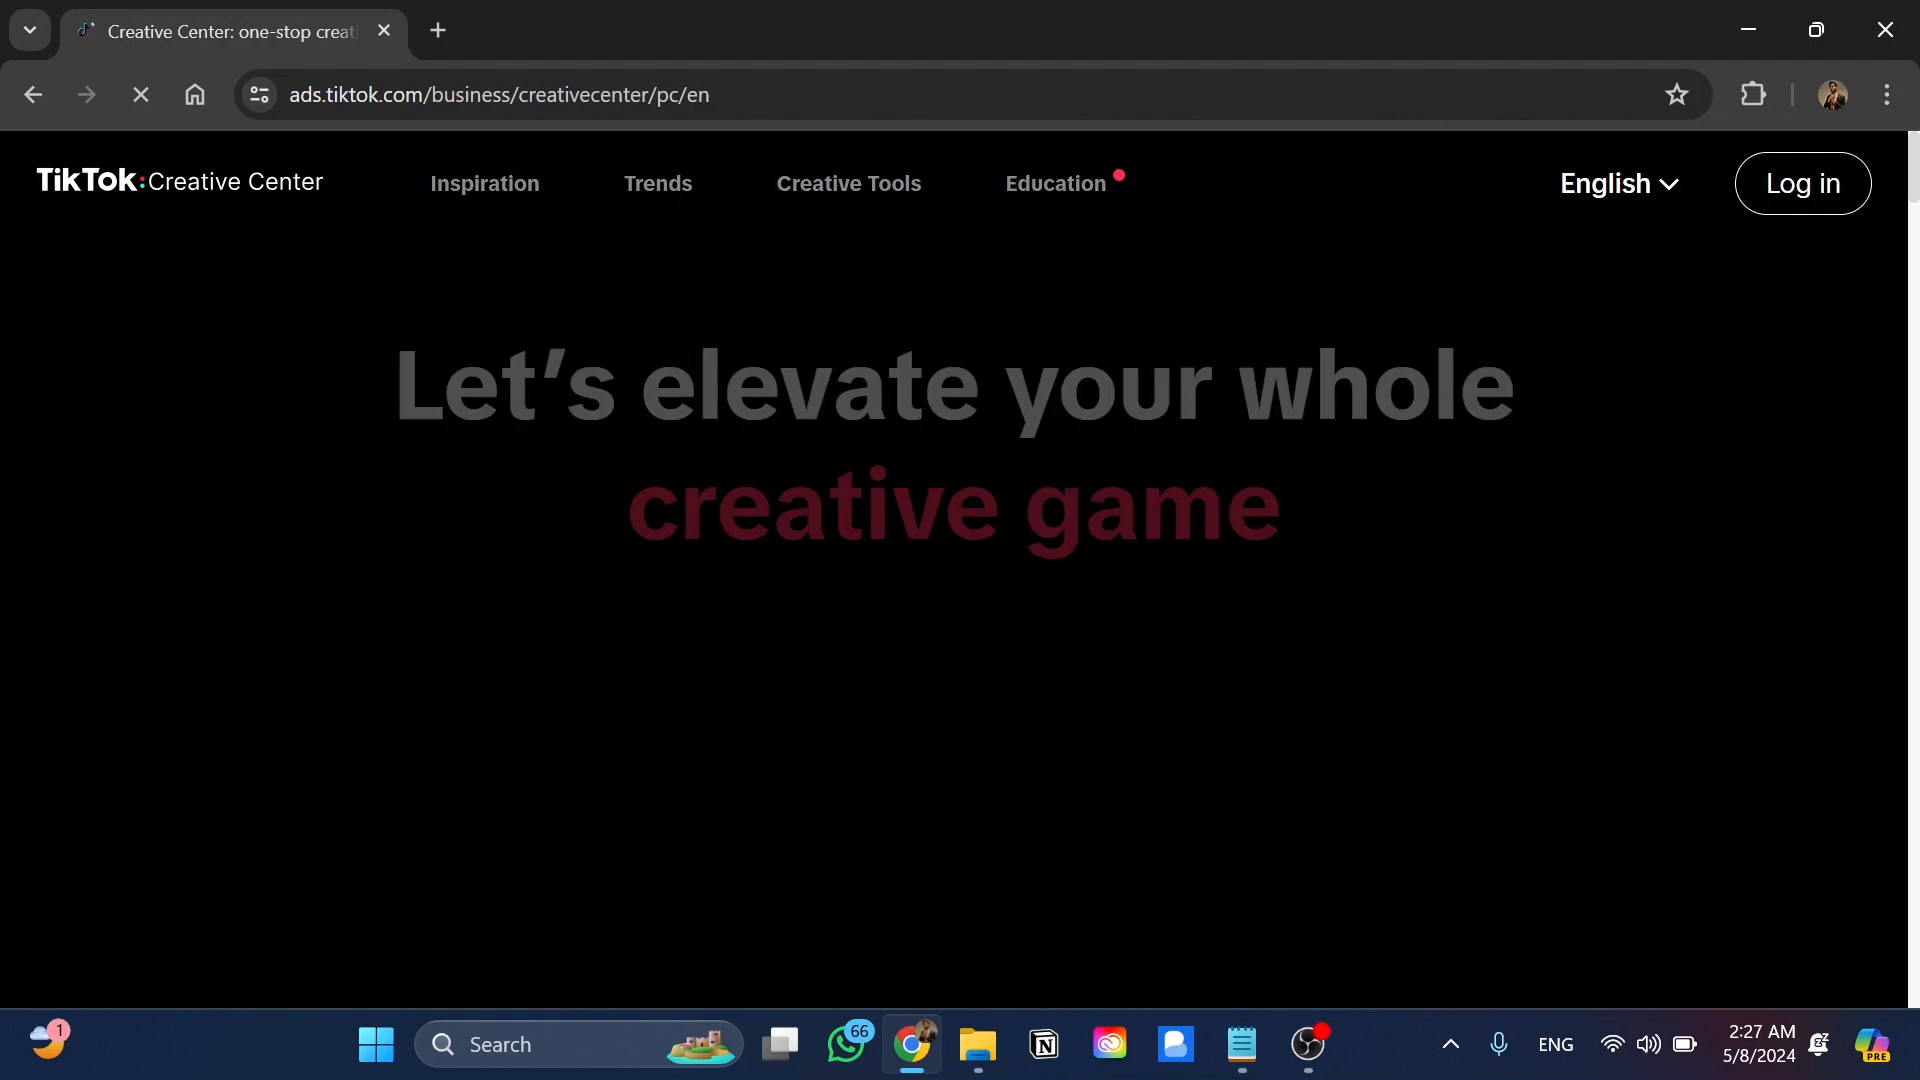 Creative Center: one-stop creati
ads.tiktok.com/business/creativecenter/pc/en
TikTok:Creative Center
Inspiration
Trends
Creative Tools
Education
English
Log in
Let's elevate your whole
creative game
1
Search
66
ENG
2:27 AM
5/8/2024
PRE